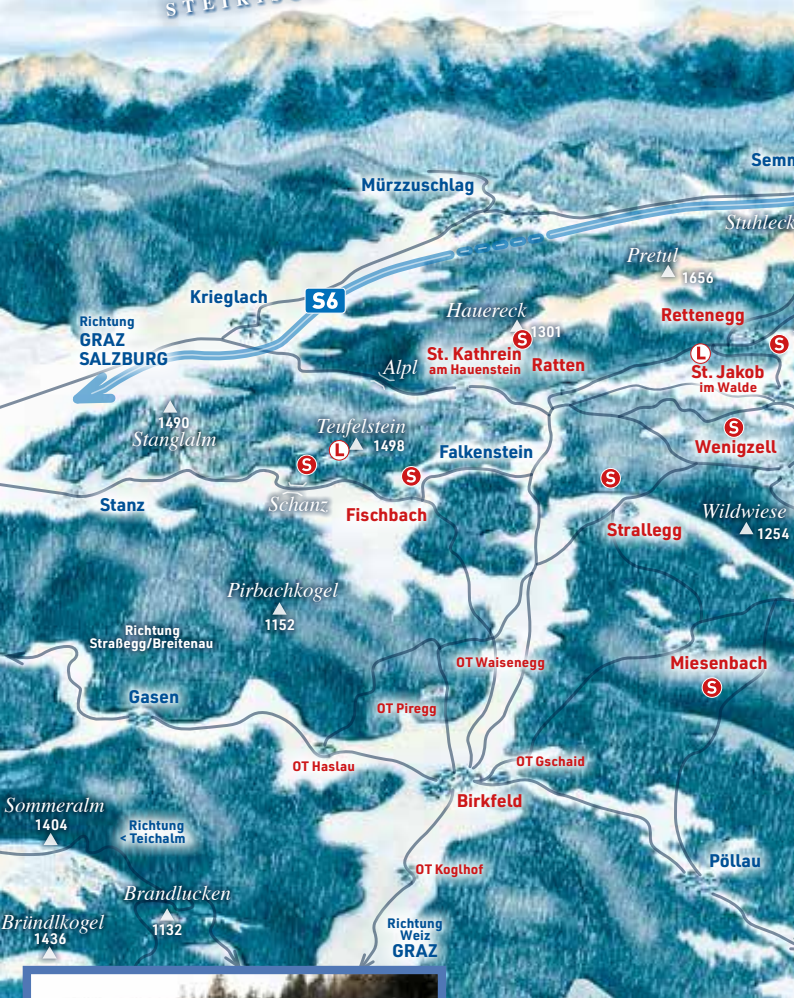 Mürzzuschlag
Stuhleck
Pretul
1656
Krieglach
S6
Hauereck
1301
Rettenegg
Richtung
GRAZ
SALZBURG
St. Kathrein
am Hauenstein
Ratten
L
S
S
St. Jakob
im Walde
Alpl
1490
Stanglalm
Teufelstein
1498
L
S
S
Falkenstein
S
Wenigzell
S
Stanz
Schanz
Fischbach
Strallegg
Wildwiese
1254
Pirbachkogel
1152
Richtung
Straßegg/Breitenau
OT Waisenegg
Miesenbach
S
Gasen
OT Piregg
OT Haslau
OT Gschaid
Birkfeld
Sommeralm
1404
Richtung
< Teichalm
Pöllau
OT Koglhof
Brandlucken
1132
Bründlkogel
1436
Richtung
Weiz
GRAZ